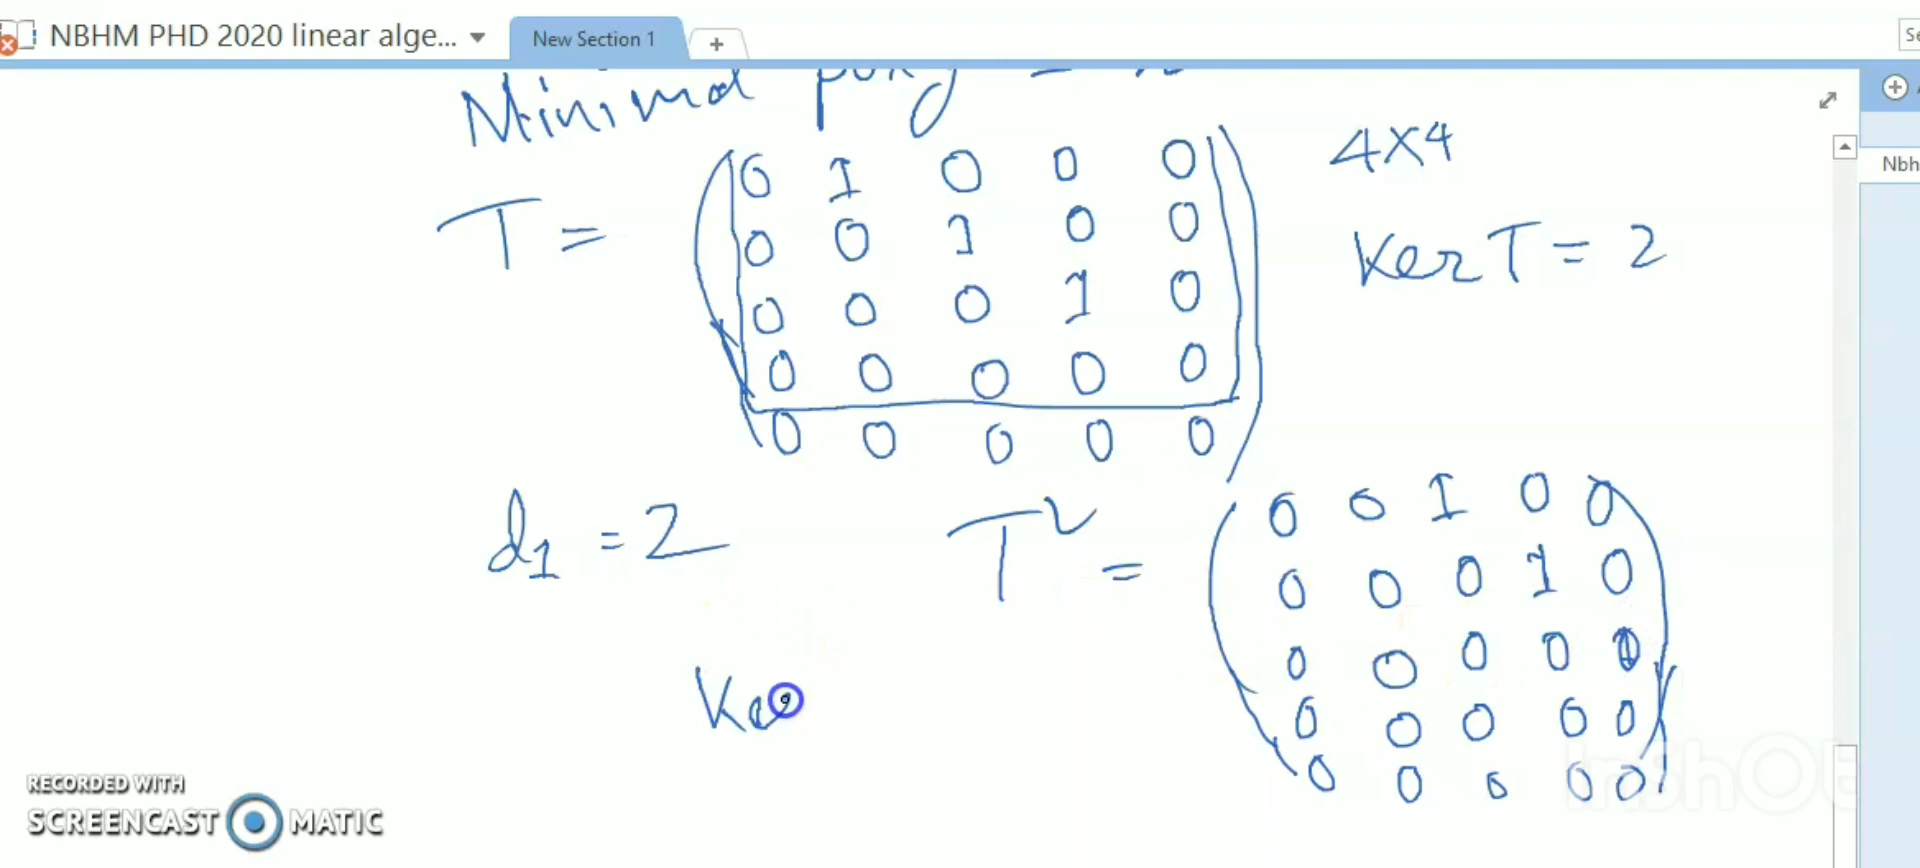 NBHM PHD 2020 linear alge...
New Section 1
+
Minimal poly =
T =
0 1 0 0 0
0 0 1 0 0
0 0 0 1 0
0 0 0 0 0
0 0 0 0 0
4X4
Ker T = 2
d₁ = 2
T² =
0 0 1 0 0
0 0 0 1 0
0 0 0 0 0
0 0 0 0 0
0 0 0 0 0
Ker
Nbh
RECORDED WITH
SCREENCAST MATIC